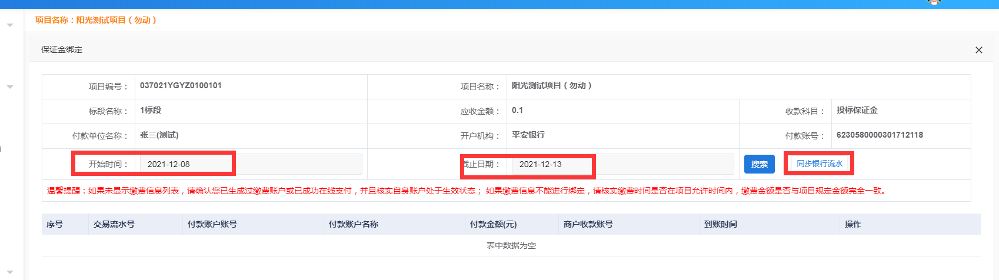 项目名称：阳光测试项目（勿动）
保证金绑定
项目编号： 037021YGYZ0100101 项目名称： 阳光测试项目（勿动）
标段名称： 1标段 应收金额： 0.1 收款科目： 投标保证金
付款单位名称： 张三(测试) 开户机构： 平安银行 付款账号： 6230580000301712118
开始时间： 2021-12-08 截止日期： 2021-12-13 搜索 同步银行流水
温馨提醒：如果未显示缴费信息列表，请确认您已生成过缴费账户或已成功在线支付，并且核实自身账户处于生效状态； 如果缴费信息不能进行绑定，请核实缴费时间是否在项目允许时间内，缴费金额是否与项目规定金额完全一致。
序号 交易流水号 付款账户账号 付款账户名称 付款金额(元) 商户收款账号 到账时间 操作
表中数据为空